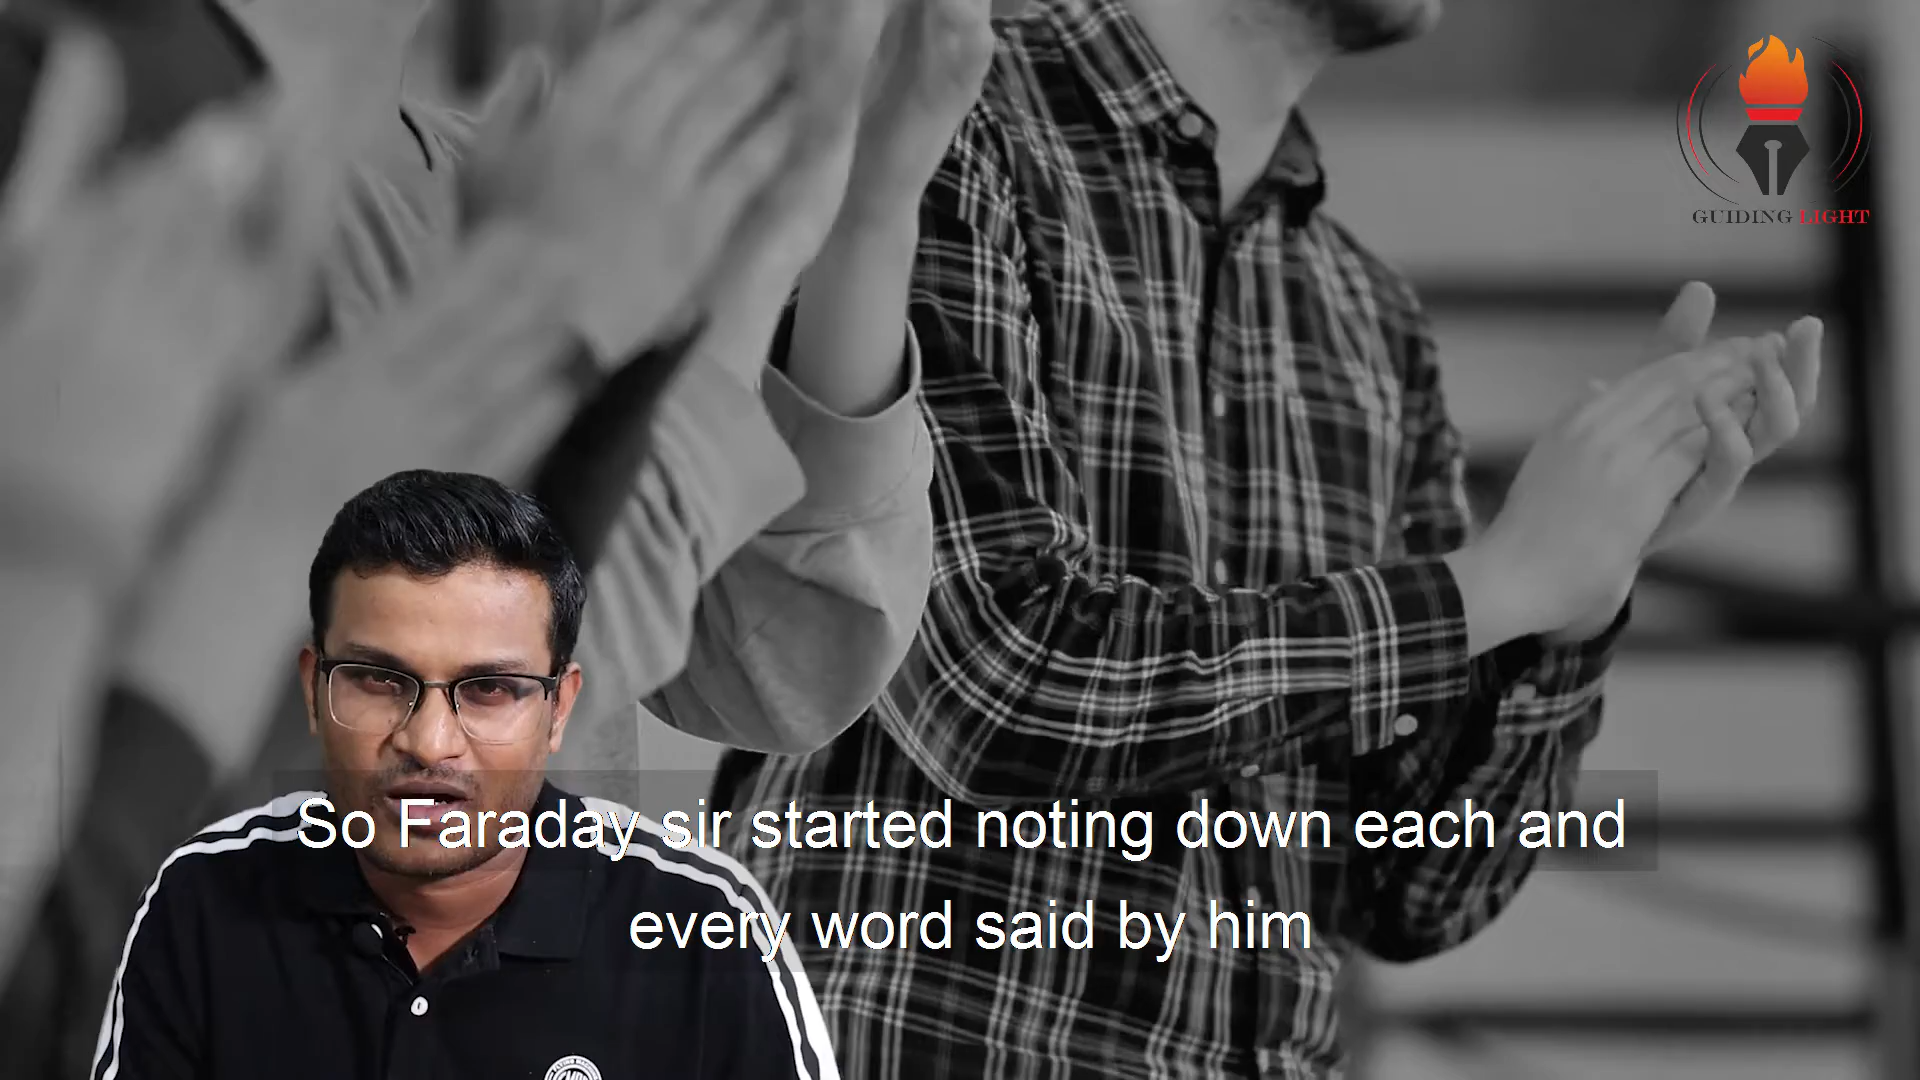 GUIDING LIGHT
So Faraday sir started noting down each and
every word said by him